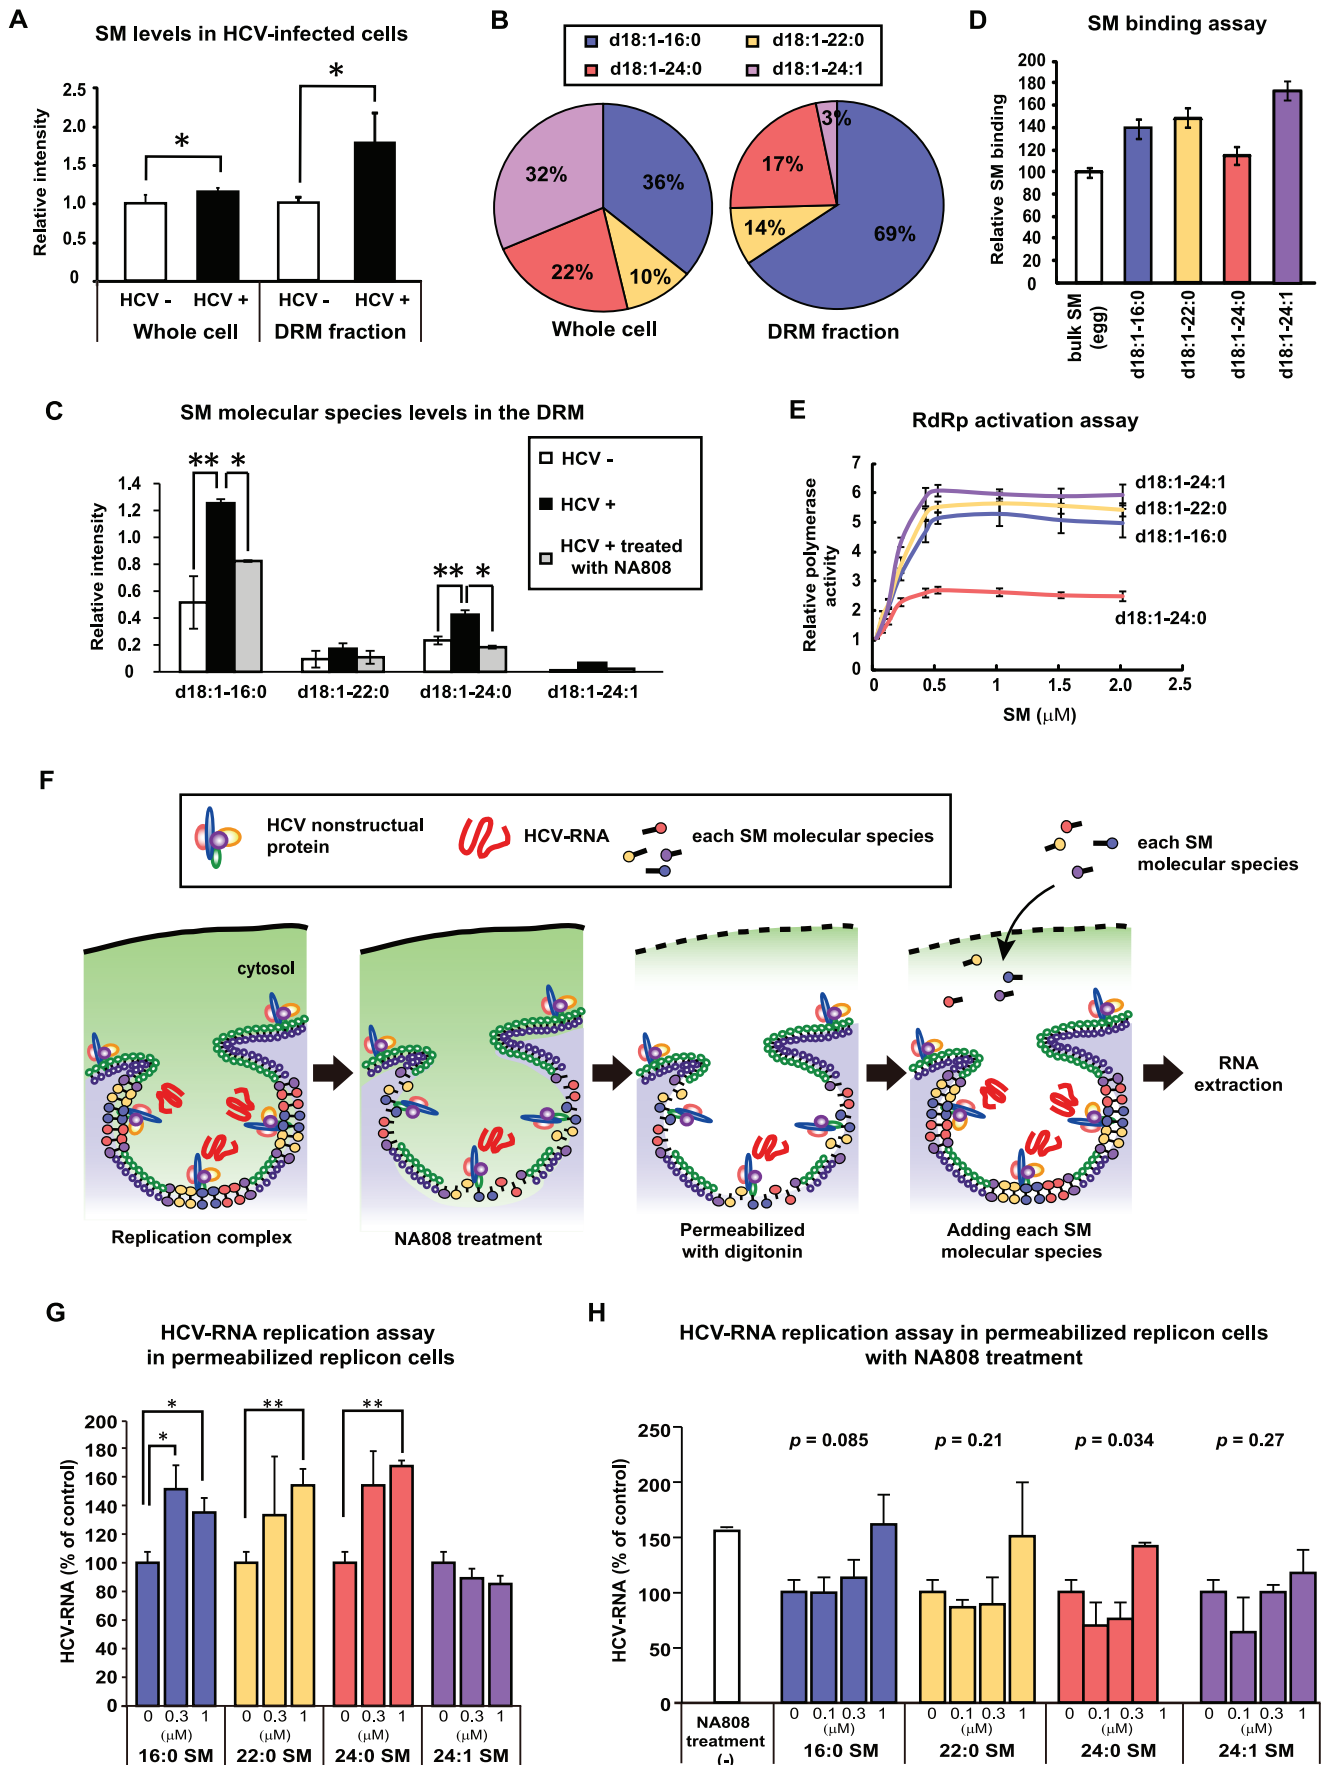 A
SM levels in HCV-infected cells
Relative intensity
2.5
2.0
1.5
1.0
0.5
0
*
*
HCV -
HCV +
HCV -
HCV +
Whole cell
DRM fraction
B
d18:1-16:0
d18:1-22:0
d18:1-24:0
d18:1-24:1
32%
36%
22%
10%
Whole cell
3%
17%
14%
69%
DRM fraction
D
SM binding assay
Relative SM binding
200
180
160
140
120
100
80
60
40
20
0
bulk SM
(egg)
d18:1-16:0
d18:1-22:0
d18:1-24:0
d18:1-24:1
C
SM molecular species levels in the DRM
Relative intensity
1.4
1.2
1.0
0.8
0.6
0.4
0.2
0
**
*
**
*
HCV -
HCV +
HCV + treated
with NA808
d18:1-16:0
d18:1-22:0
d18:1-24:0
d18:1-24:1
E
RdRp activation assay
Relative polymerase
activity
7
6
5
4
3
2
1
0
d18:1-24:1
d18:1-22:0
d18:1-16:0
d18:1-24:0
0
0.5
1
1.5
2.0
2.5
SM (μM)
F
HCV nonstructual
protein
HCV-RNA
each SM molecular species
each SM
molecular species
cytosol
RNA
extraction
Replication complex
NA808 treatment
Permeabilized
with digitonin
Adding each SM
molecular species
G
HCV-RNA replication assay
in permeabilized replicon cells
HCV-RNA (% of control)
200
180
160
140
120
100
80
60
40
20
0
*
*
**
**
0
0.3
1
0
0.3
1
0
0.3
1
0
0.3
1
(μM)
(μM)
(μM)
(μM)
16:0 SM
22:0 SM
24:0 SM
24:1 SM
H
HCV-RNA replication assay in permeabilized replicon cells
with NA808 treatment
HCV-RNA (% of control)
250
200
150
100
50
0
p = 0.085
p = 0.21
p = 0.034
p = 0.27
NA808
treatment
(-)
0
0.1
0.3
1
0
0.1
0.3
1
0
0.1
0.3
1
0
0.1
0.3
1
(μM)
(μM)
(μM)
(μM)
16:0 SM
22:0 SM
24:0 SM
24:1 SM